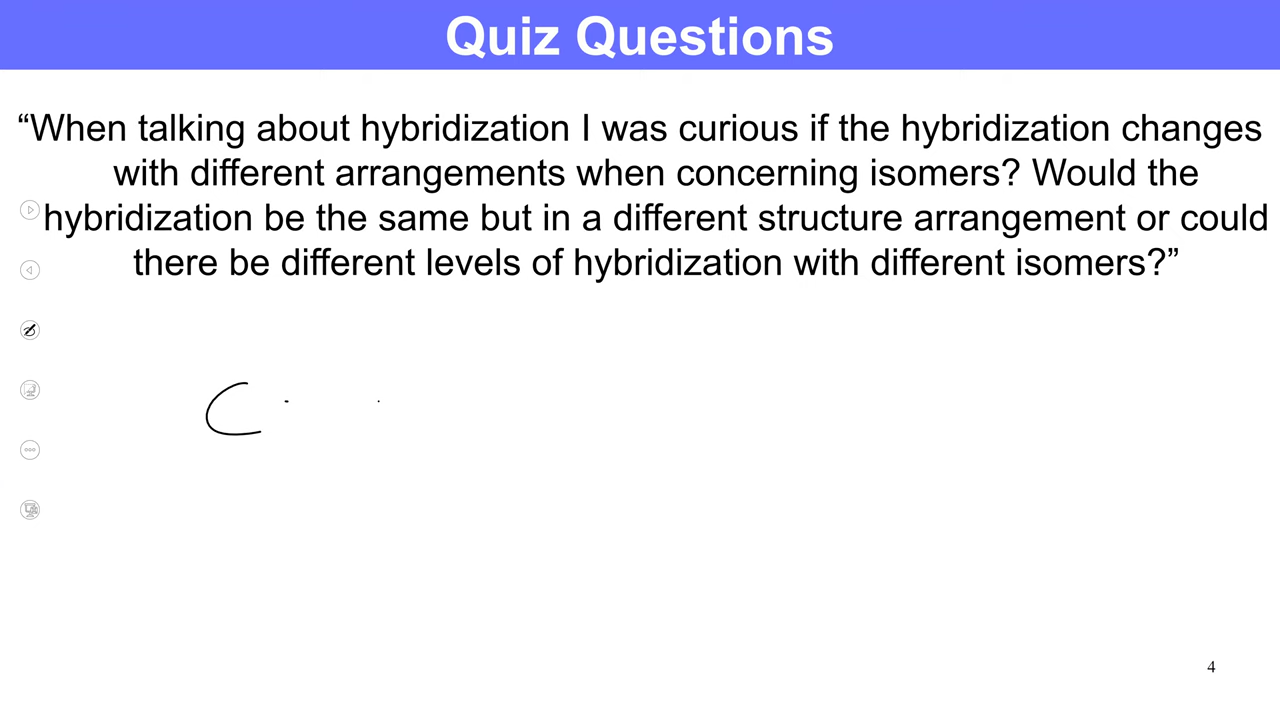 Quiz Questions
“When talking about hybridization I was curious if the hybridization changes
with different arrangements when concerning isomers? Would the
hybridization be the same but in a different structure arrangement or could
there be different levels of hybridization with different isomers?”
C
4